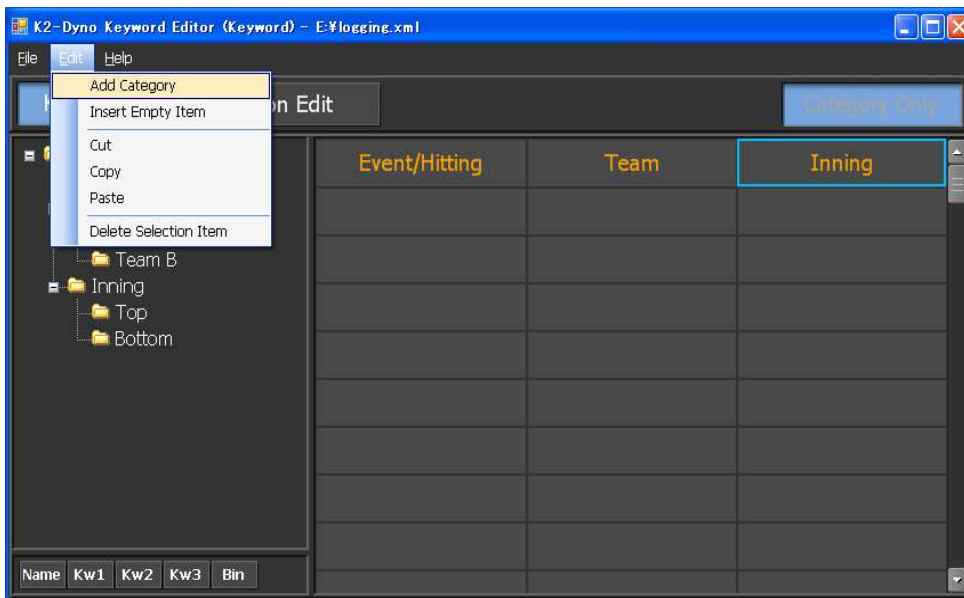 K2-Dyno Keyword Editor (Keyword) - E:¥logging.xml
File Edit Help
Add Category
Insert Empty Item
Cut
Copy
Paste
Delete Selection Item
on Edit
Category Only
Team B
Inning
Top
Bottom
Event/Hitting Team Inning
Name Kw1 Kw2 Kw3 Bin